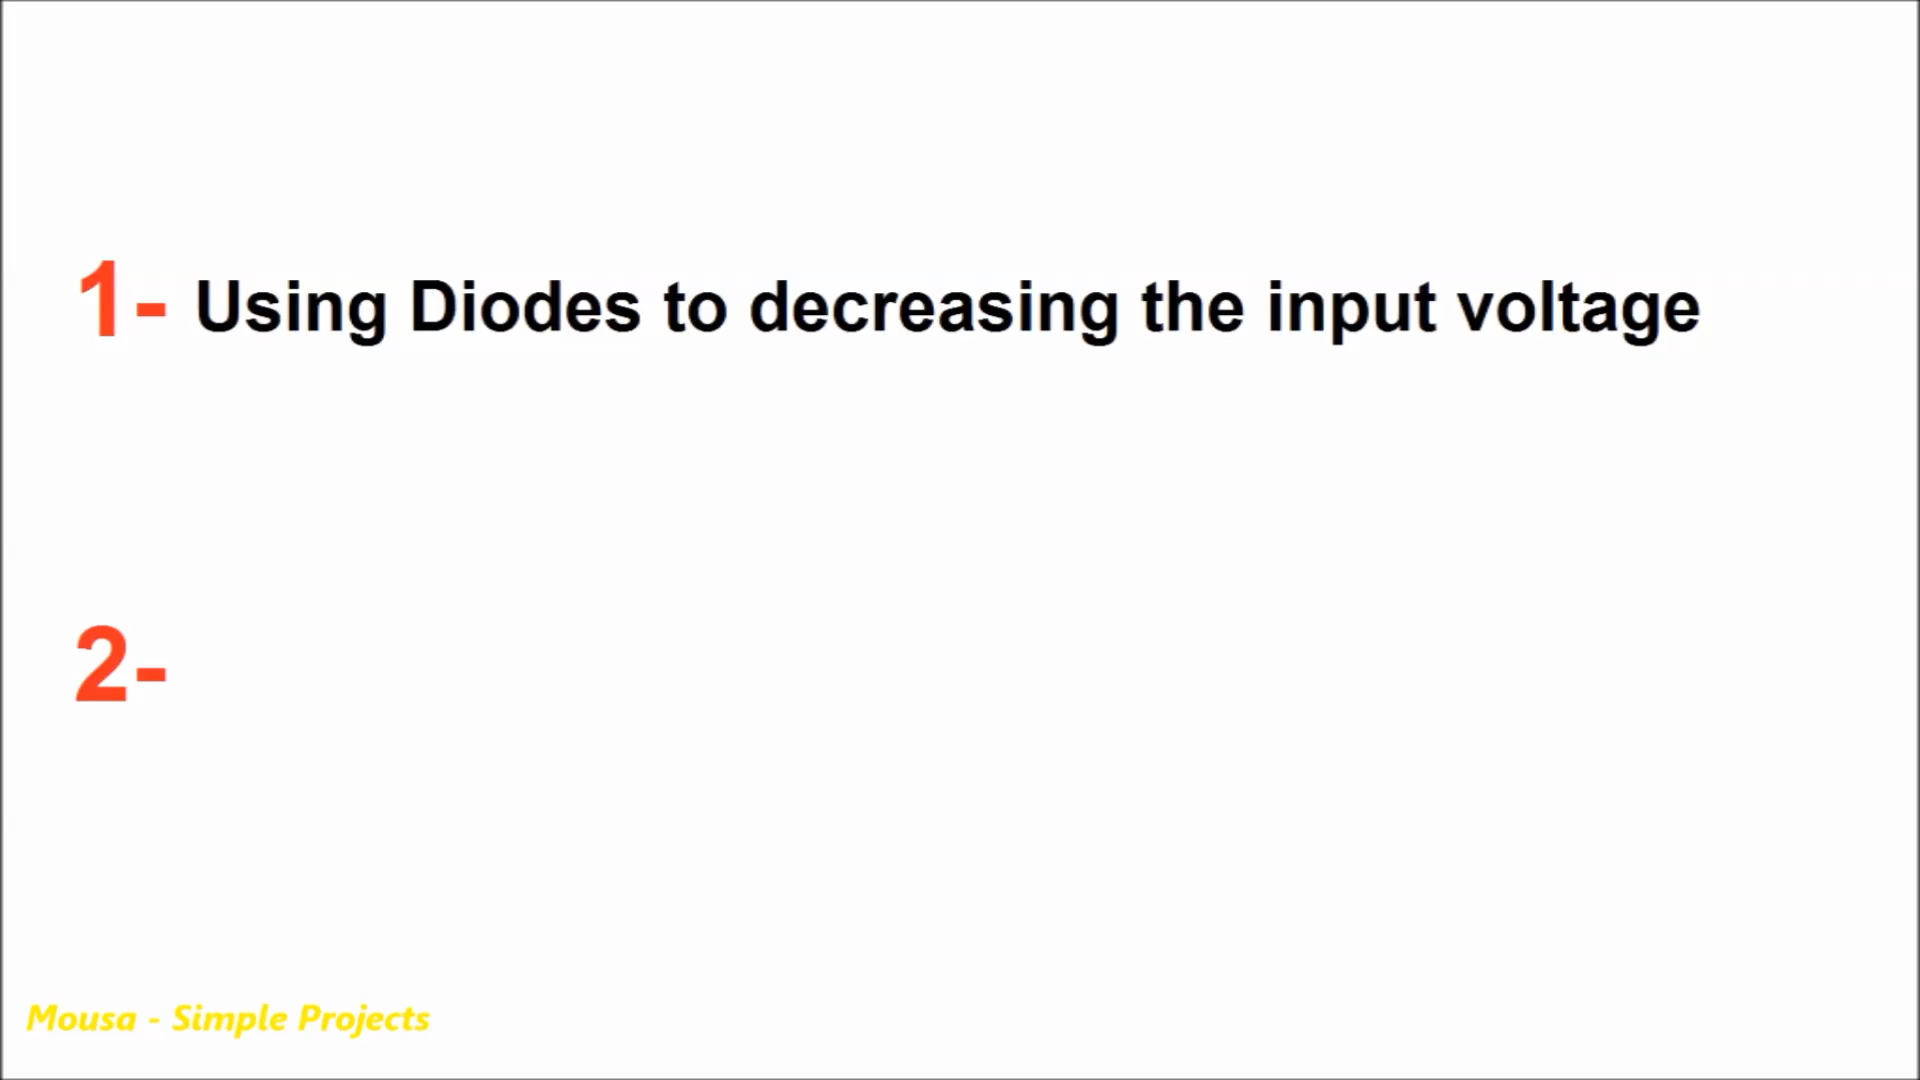 1- Using Diodes to decreasing the input voltage
2-
Mousa - Simple Projects